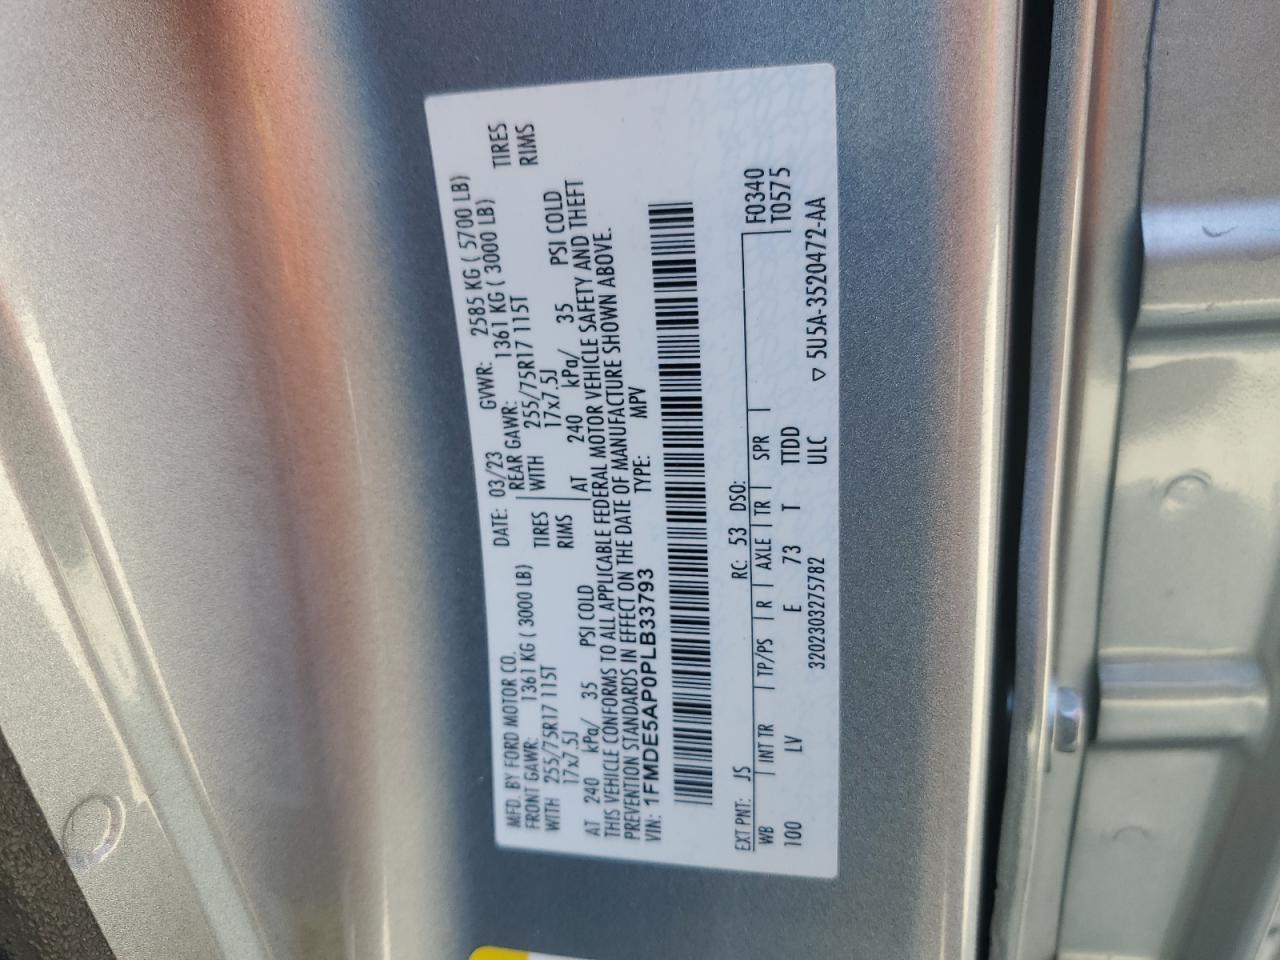 MFD. BY FORD MOTOR CO.
DATE: 03/23 GVWR: 2585 KG ( 5700 LB)
FRONT GAWR: 1361 KG ( 3000 LB) REAR GAWR: 1361 KG ( 3000 LB)
WITH 255/75R17 115T TIRES WITH 255/75R17 115T TIRES
17x7.5J RIMS 17x7.5J RIMS
AT 240 kPa/ 35 PSI COLD AT 240 kPa/ 35 PSI COLD
THIS VEHICLE CONFORMS TO ALL APPLICABLE FEDERAL MOTOR VEHICLE SAFETY AND THEFT
PREVENTION STANDARDS IN EFFECT ON THE DATE OF MANUFACTURE SHOWN ABOVE.
VIN: 1FMDE5AP0PLB33793 TYPE: MPV
EXT PNT: JS RC: 53 DSO: F0340
WB INT TR TP/PS R AXLE TR SPR T0575
100 LV E 73 T TTDD
3202303275782 ULC ▽ 5U5A-3520472-AA